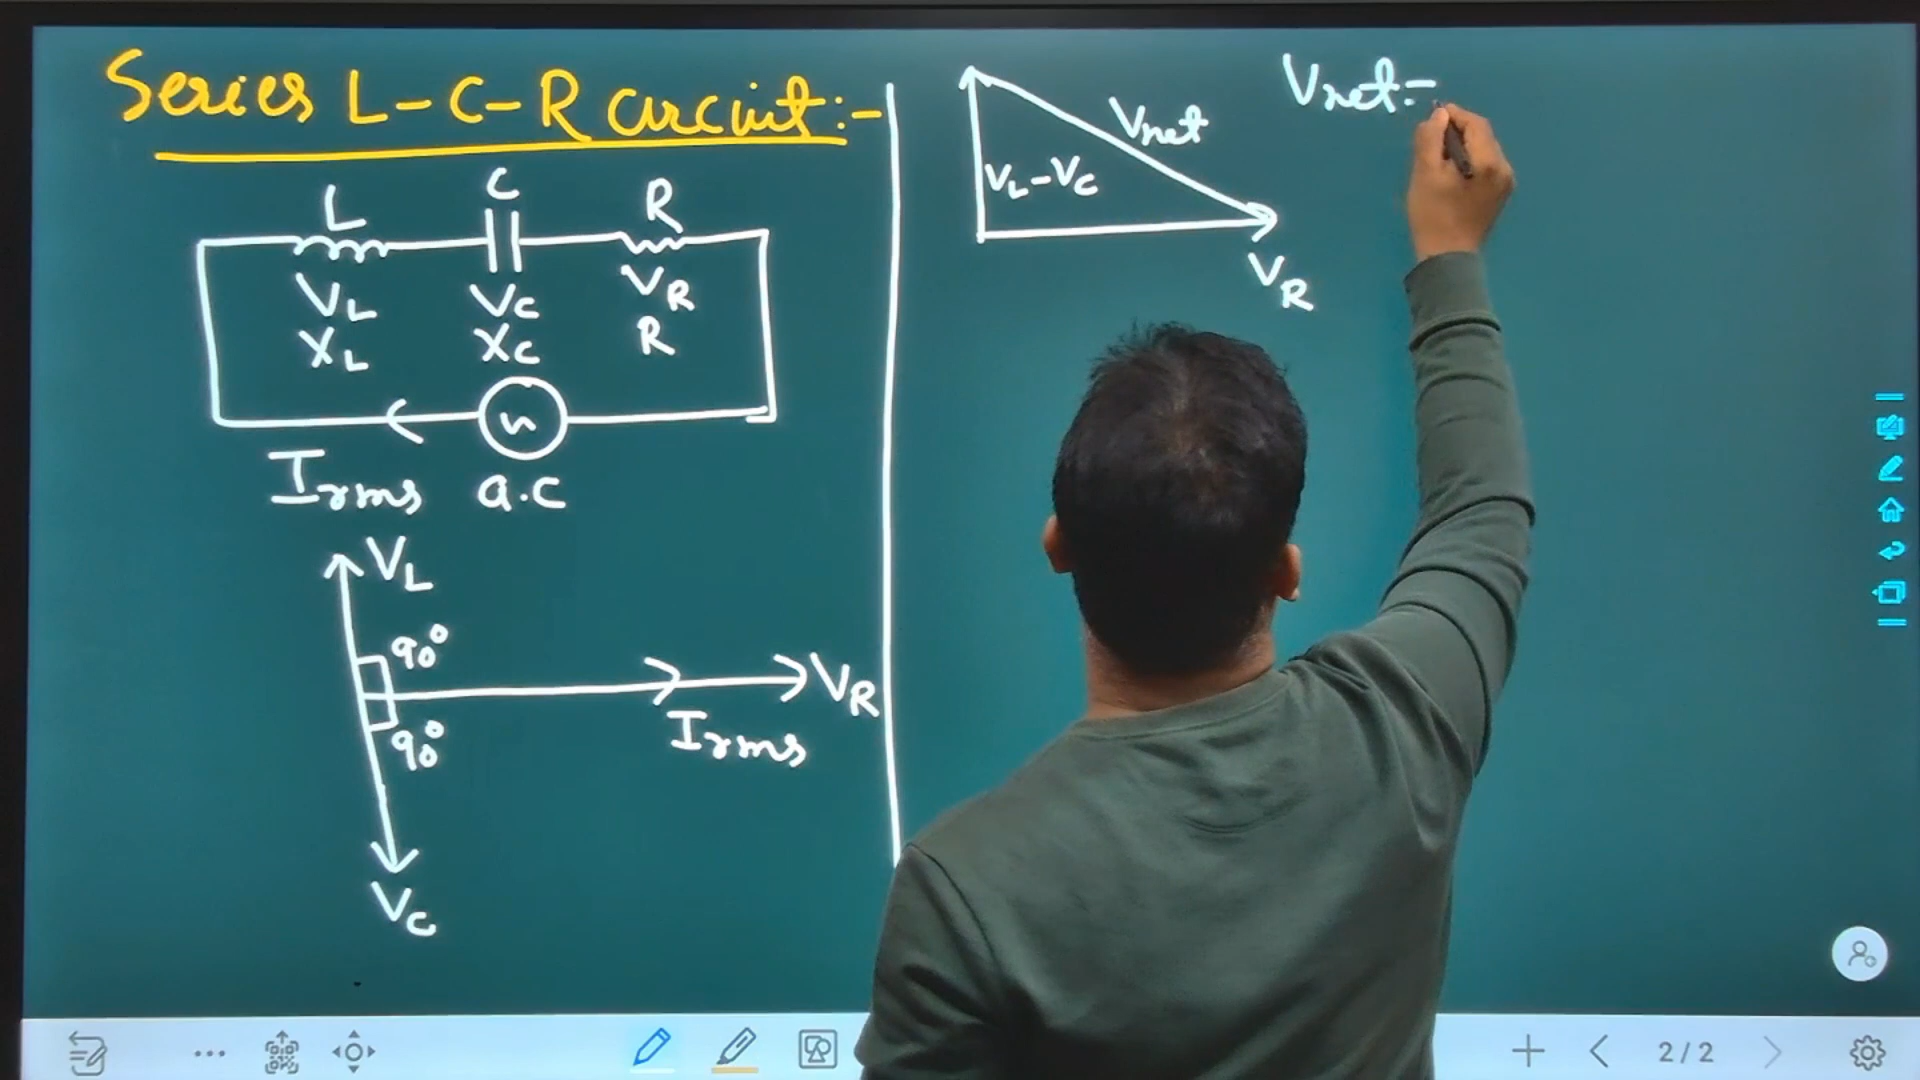 Series L-C-R circuit:-
L C R
VL VC VR
XL XC R
Irms a.c
VL
90°
VR
Irms
90°
VC
Vnet
VL-VC
VR
Vnet=
2/2